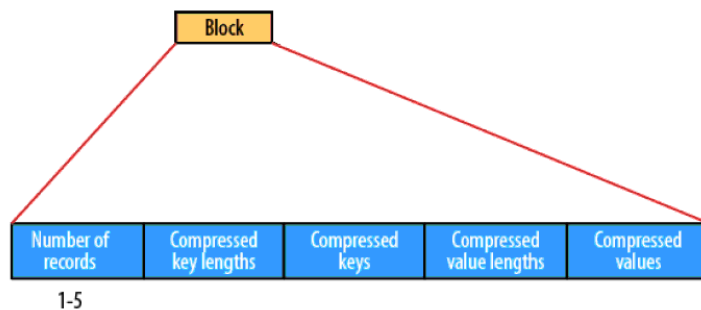 Block
Number of
records
Compressed
key lengths
Compressed
keys
Compressed
value lengths
Compressed
values
1-5